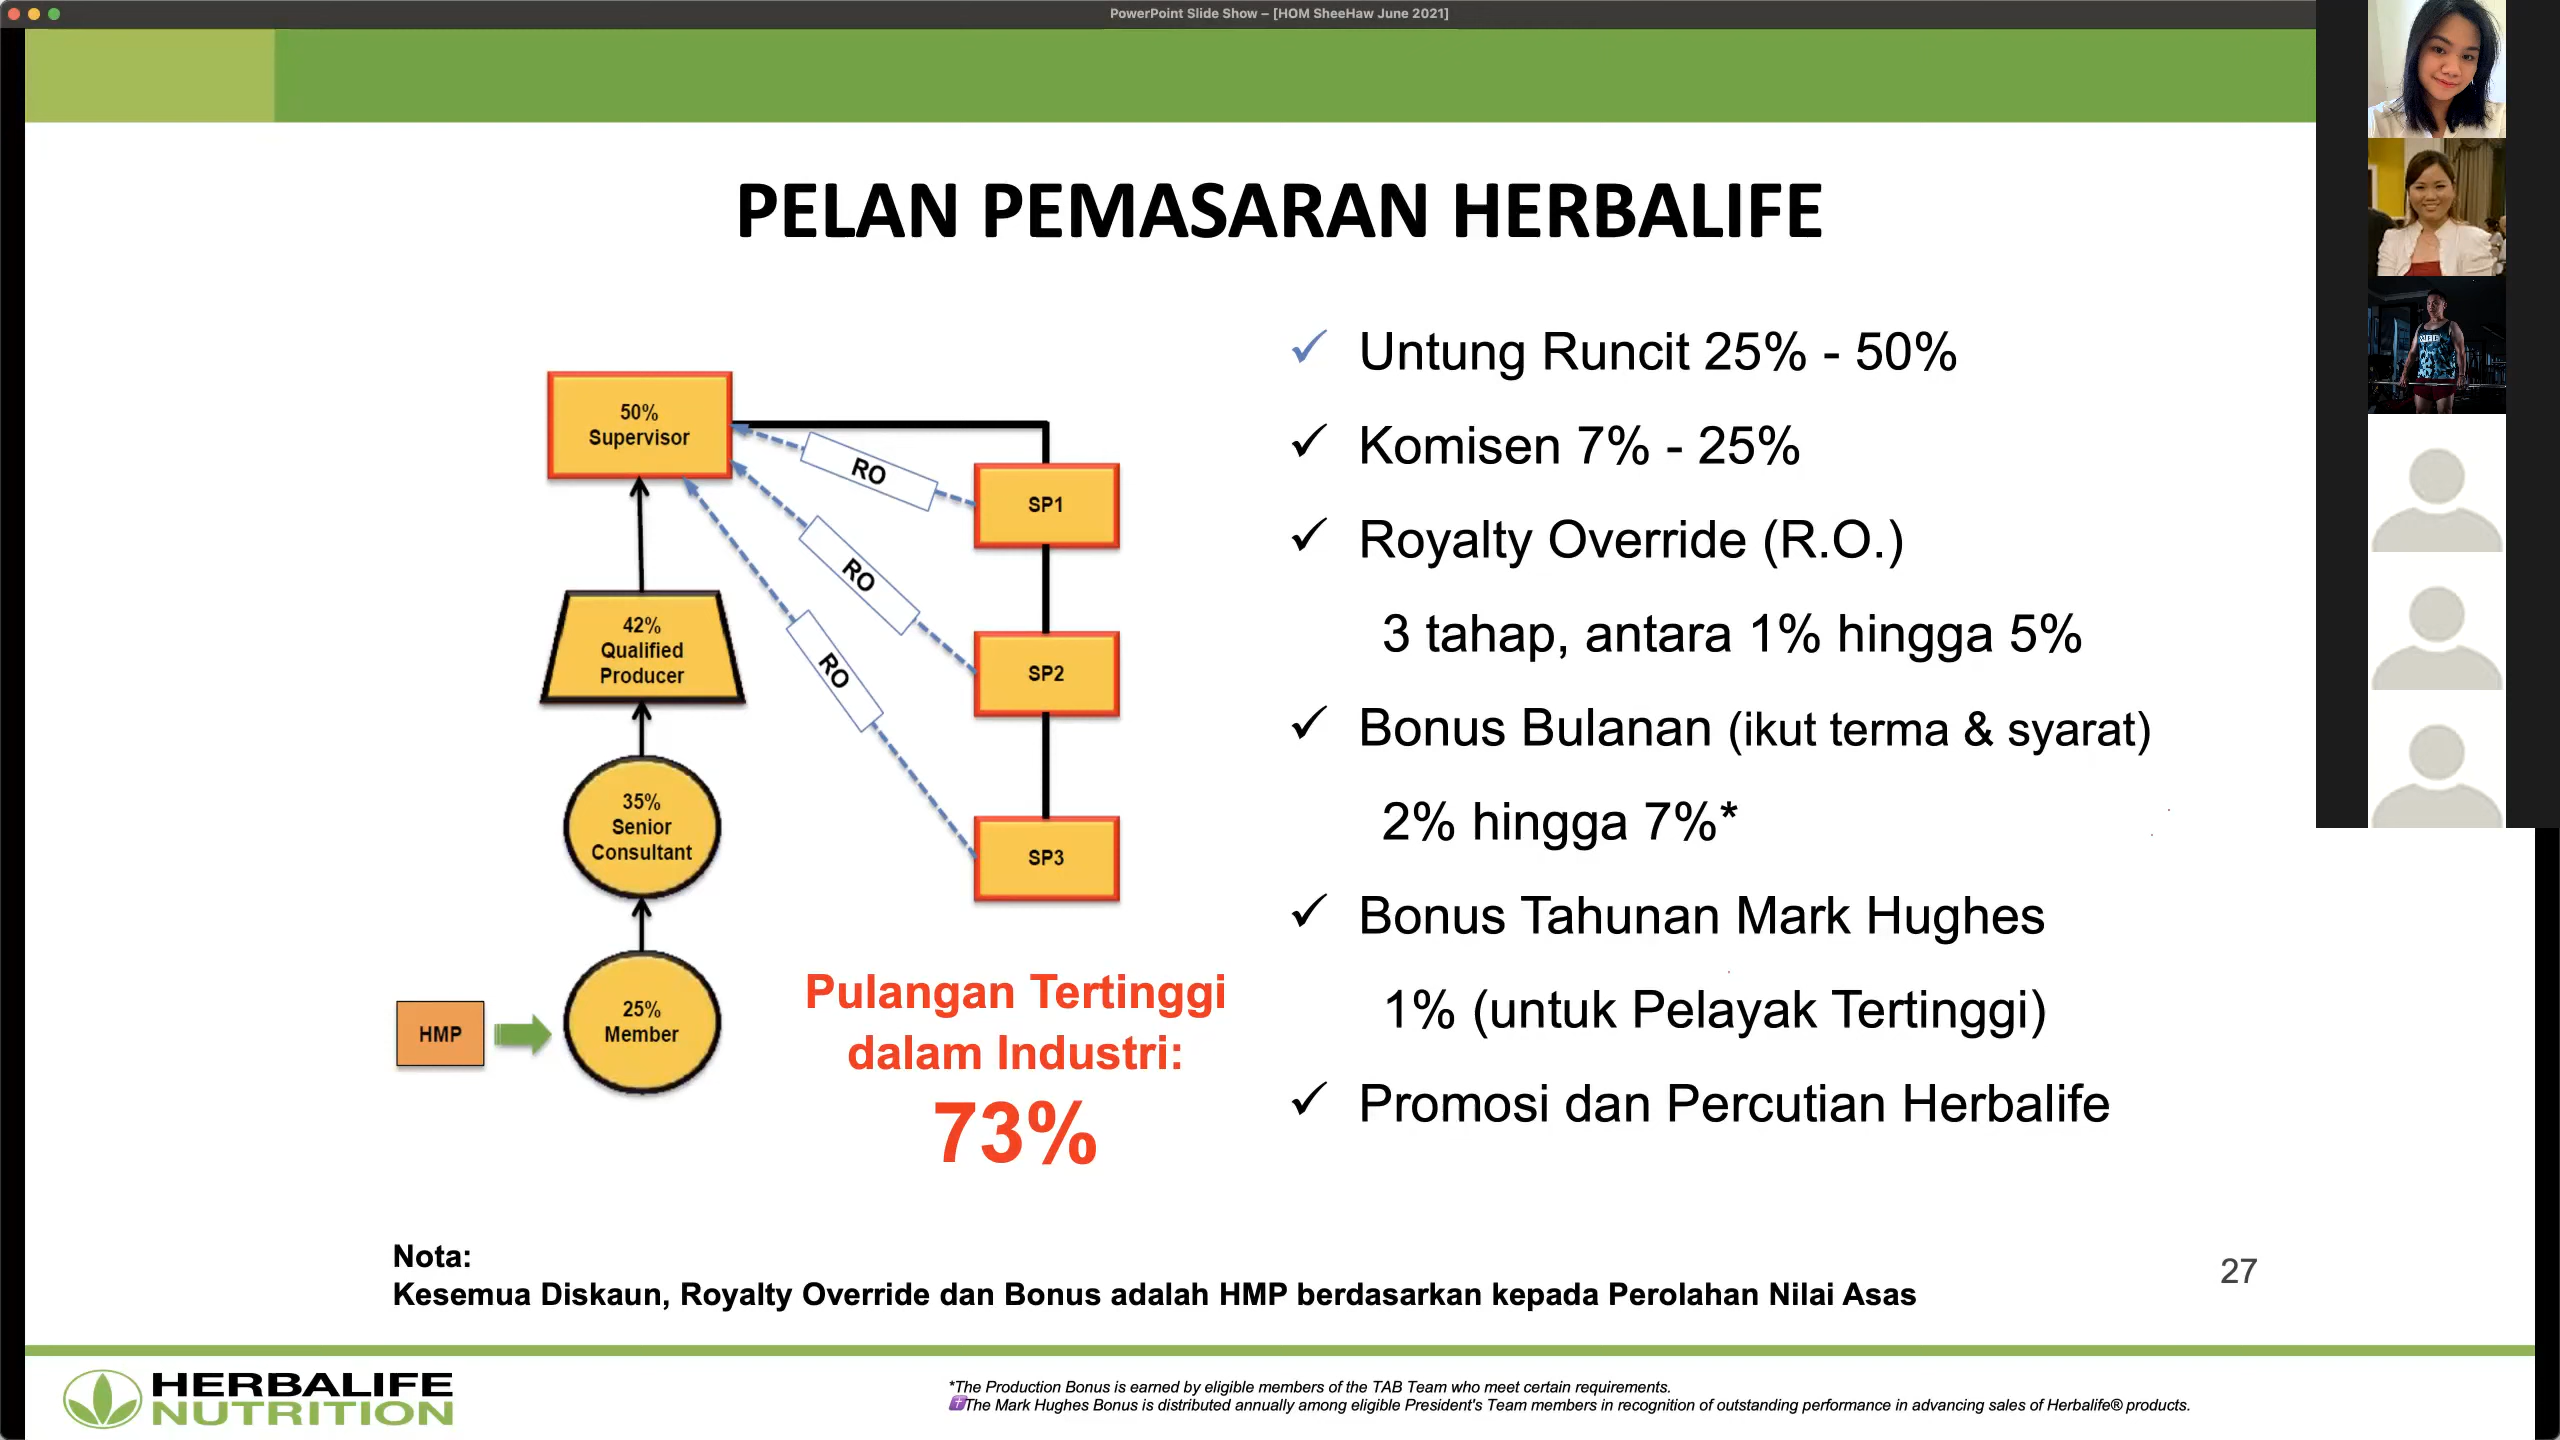 PowerPoint Slide Show – [HOM SheeHaw June 2021]
PELAN PEMASARAN HERBALIFE
50%
Supervisor
42%
Qualified
Producer
35%
Senior
Consultant
25%
Member
HMP
RO
RO
RO
SP1
SP2
SP3
Pulangan Tertinggi
dalam Industri:
73%
✓ Untung Runcit 25% - 50%
✓ Komisen 7% - 25%
✓ Royalty Override (R.O.)
3 tahap, antara 1% hingga 5%
✓ Bonus Bulanan (ikut terma & syarat)
2% hingga 7%*
✓ Bonus Tahunan Mark Hughes
1% (untuk Pelayak Tertinggi)
✓ Promosi dan Percutian Herbalife
Nota:
Kesemua Diskaun, Royalty Override dan Bonus adalah HMP berdasarkan kepada Perolahan Nilai Asas
27
HERBALIFE
NUTRITION
*The Production Bonus is earned by eligible members of the TAB Team who meet certain requirements.
✝The Mark Hughes Bonus is distributed annually among eligible President's Team members in recognition of outstanding performance in advancing sales of Herbalife® products.